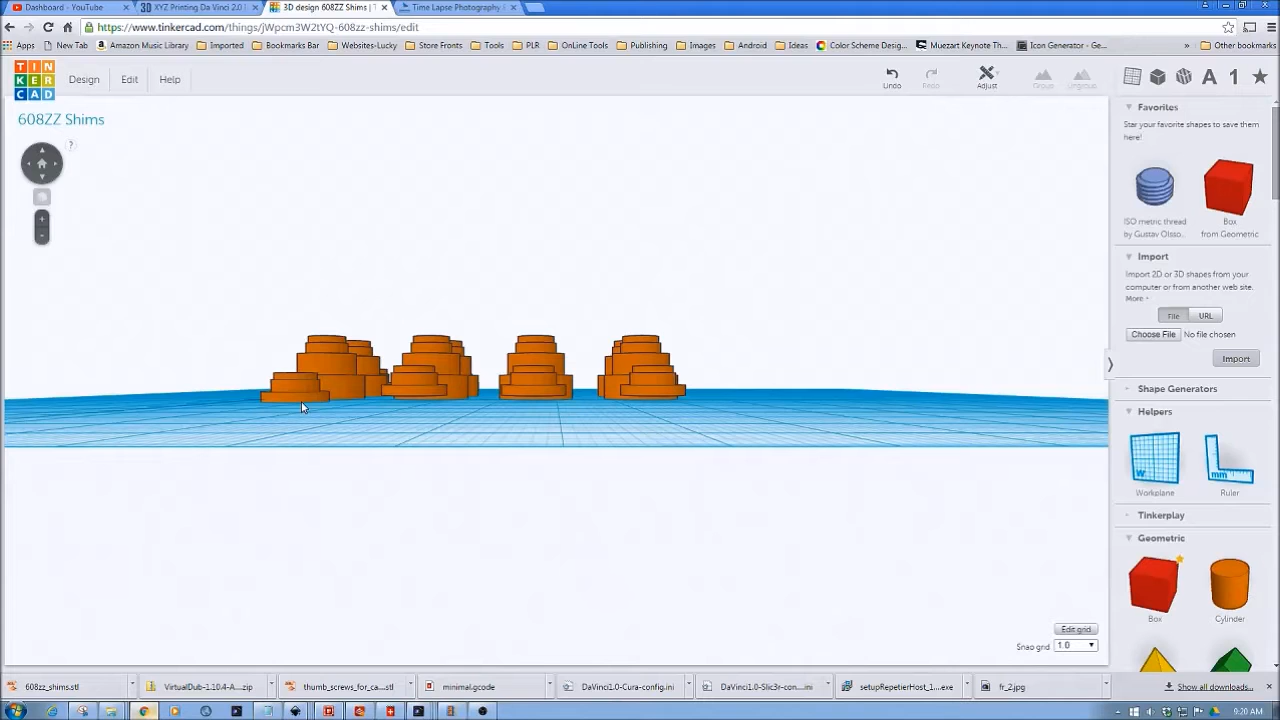 Dashboard - YouTube
XYZ Printing Da Vinci 2.0 |
3D design 608ZZ Shims | T
Time Lapse Photography &
https://www.tinkercad.com/things/jWpcm3W2tYQ-608zz-shims/edit
Apps New Tab Amazon Music Library Imported Bookmarks Bar Websites-Lucky Store Fronts Tools PLR OnLine Tools Publishing Images Android Ideas Color Scheme Design... Muezart Keynote Th... Icon Generator - Ge... » Other bookmarks
TIN
KER
CAD
Design Edit Help
Undo Redo Adjust Group Ungroup
608ZZ Shims
?
Favorites
Star your favorite shapes to save them
here!
ISO metric thread
by Gustav Olsso...
Box
from Geometric
Import
Import 2D or 3D shapes from your
computer or from another web site.
More
File URL
Choose File No file chosen
Import
Shape Generators
Helpers
Workplane Ruler
Tinkerplay
Geometric
Box Cylinder
Edit grid
Snap grid 1.0
608zz_shims.stl VirtualDub-1.10.4-A....zip thumb_screws_for_ca....stl minimal.gcode DaVinci1.0-Cura-config.ini DaVinci1.0-Slic3r-con....ini setupRepetierHost_1....exe fr_2.jpg Show all downloads...
9:20 AM